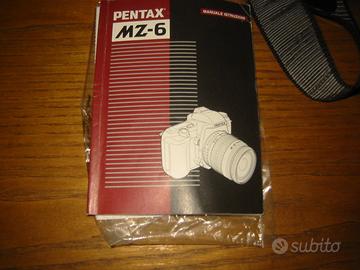 PENTAX®
MANUALE ISTRUZIONI
MZ-6
subito